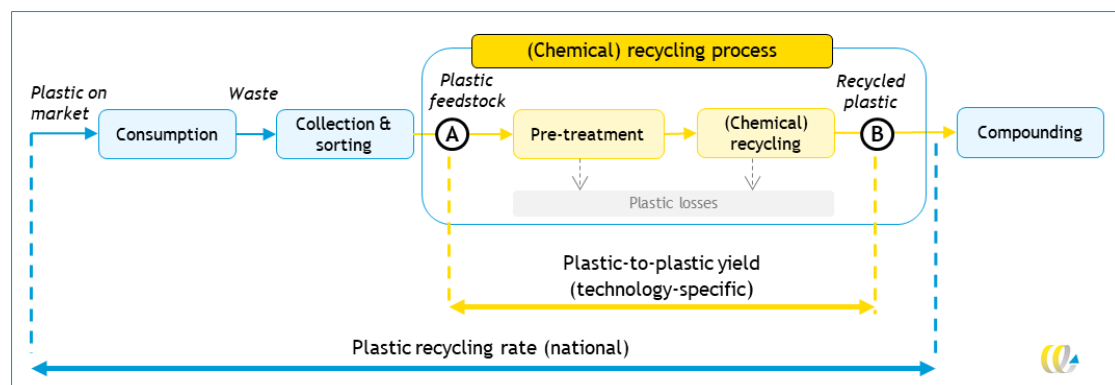 (Chemical) recycling process
Plastic on
market
Waste
Plastic
feedstock
Recycled
plastic
Consumption
Collection &
sorting
A
Pre-treatment
(Chemical)
recycling
B
Compounding
Plastic losses
Plastic-to-plastic yield
(technology-specific)
Plastic recycling rate (national)